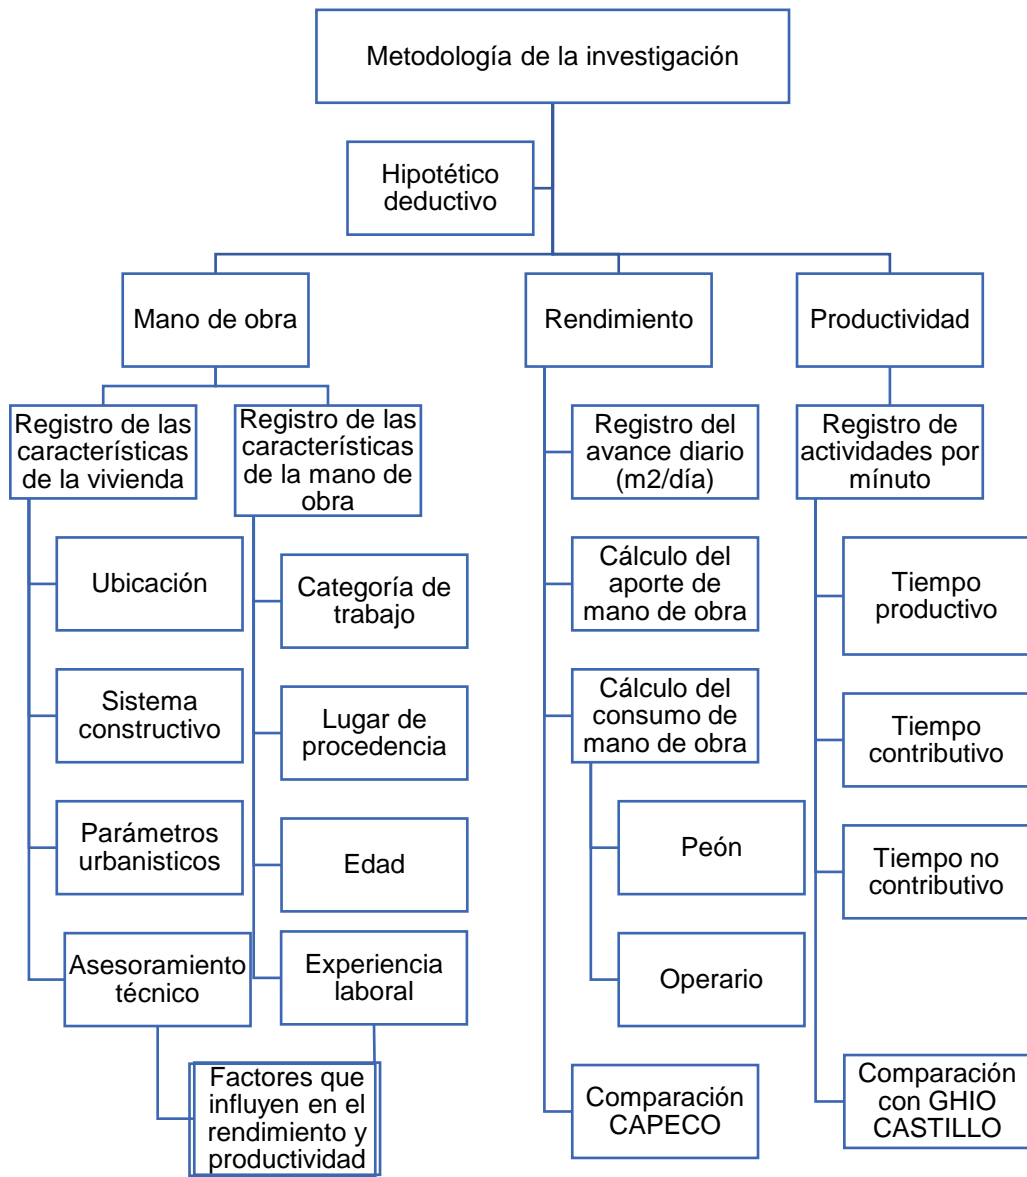 Metodología de la investigación
Hipotético
deductivo
Mano de obra
Rendimiento
Productividad
Registro de las
características
de la vivienda
Registro de las
características
de la mano de
obra
Registro del
avance diario
(m2/día)
Registro de
actividades por
mínuto
Ubicación
Categoría de
trabajo
Cálculo del
aporte de
mano de obra
Tiempo
productivo
Sistema
constructivo
Lugar de
procedencia
Cálculo del
consumo de
mano de obra
Tiempo
contributivo
Parámetros
urbanisticos
Edad
Peón
Tiempo no
contributivo
Asesoramiento
técnico
Experiencia
laboral
Operario
Factores que
influyen en el
rendimiento y
productividad
Comparación
CAPECO
Comparación
con GHIO
CASTILLO